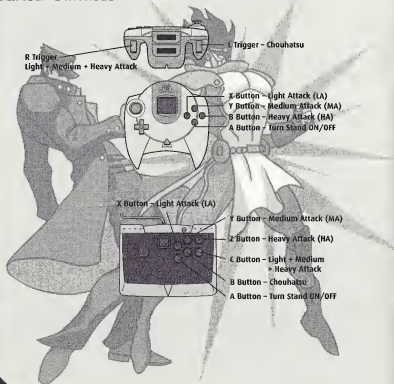 L Trigger – Chouhatsu
R Trigger
Light + Medium + Heavy Attack
X Button – Light Attack (LA)
Y Button – Medium Attack (MA)
B Button – Heavy Attack (HA)
A Button – Turn Stand ON/OFF
X Button – Light Attack (LA)
Y Button – Medium Attack (MA)
Z Button – Heavy Attack (HA)
C Button – Light + Medium
+ Heavy Attack
B Button – Chouhatsu
A Button – Turn Stand ON/OFF